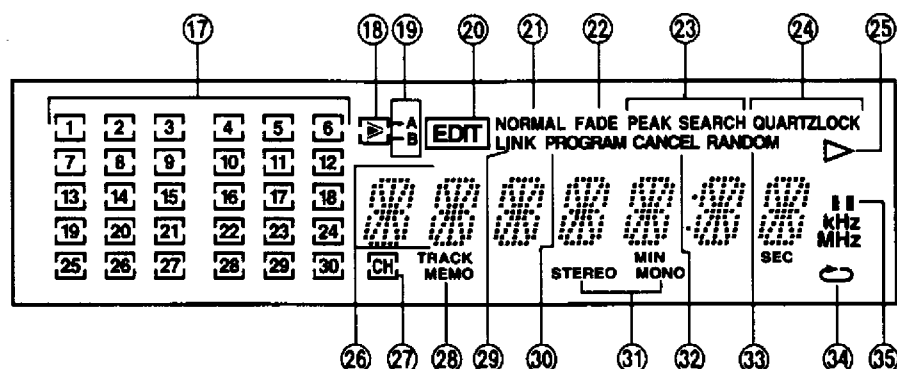 17 18 19 20 21 22 23 24 25
1 2 3 4 5 6 A EDIT NORMAL FADE PEAK SEARCH QUARTZLOCK
B LINK PROGRAM CANCEL RANDOM
7 8 9 10 11 12
13 14 15 16 17 18
19 20 21 22 23 24 kHz
MHz
25 26 27 28 29 30 CH TRACK MIN SEC
MEMO STEREO MONO
26 27 28 29 30 31 32 33 34 35